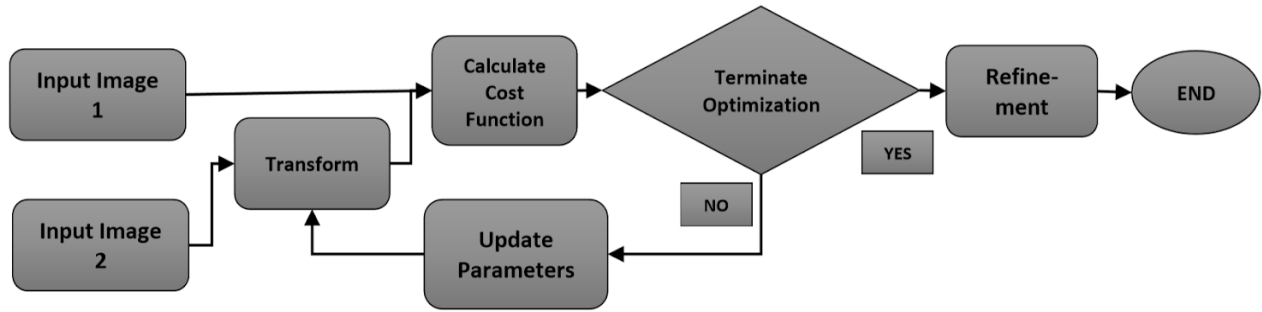 Input Image
1
Calculate
Cost
Function
Terminate
Optimization
Refine-
ment
END
Transform
YES
Input Image
2
Update
Parameters
NO